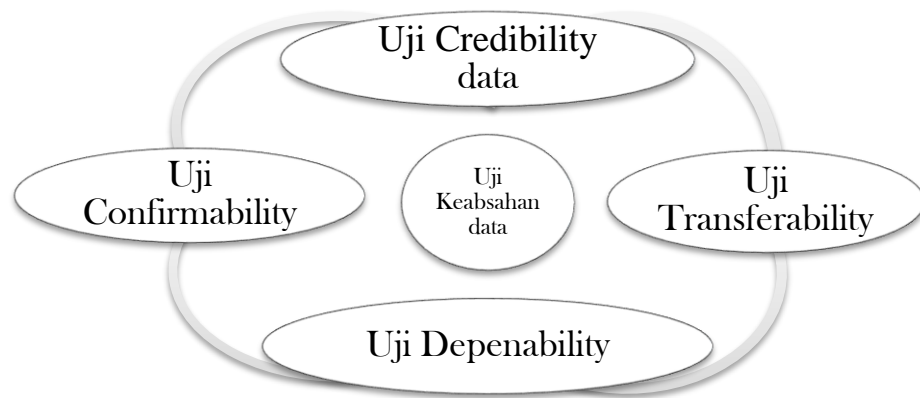 Uji Credibility
data
Uji
Confirmability
Uji
Keabsahan
data
Uji
Transferability
Uji Depenability